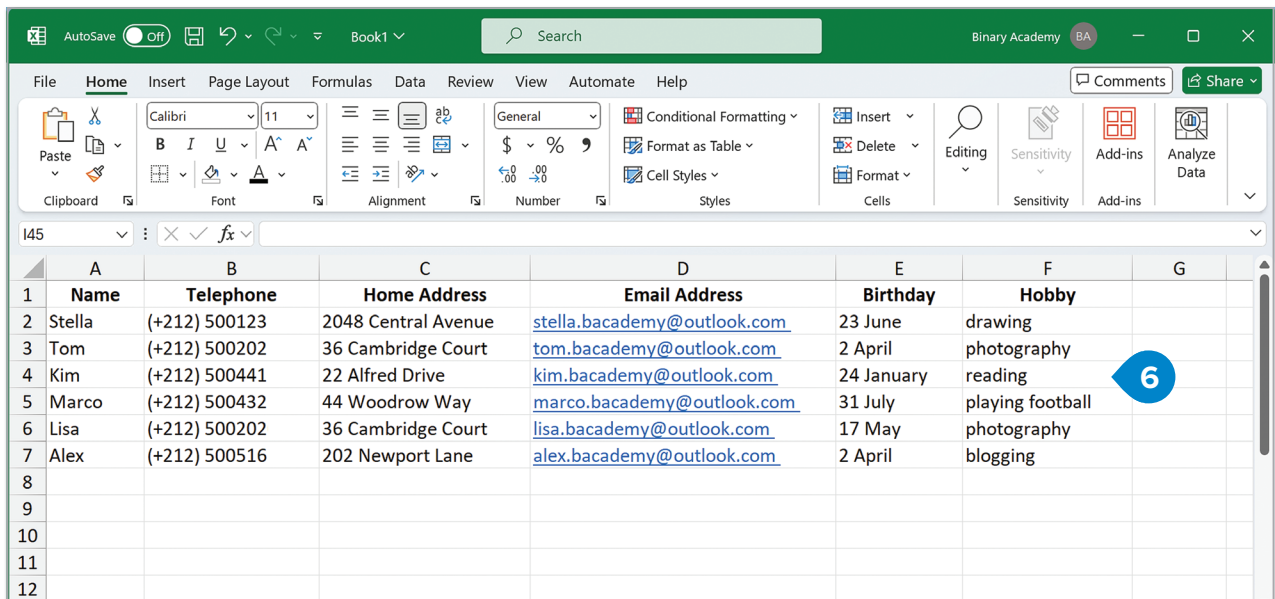 AutoSave Off Book1 Search Binary Academy BA
File Home Insert Page Layout Formulas Data Review View Automate Help Comments Share
Calibri 11 ab General Conditional Formatting Insert
Paste B I U A A $ % Format as Table Delete Editing Sensitivity Add-ins Analyze Data
A .00 .00 Cell Styles Format
Clipboard Font Alignment Number Styles Cells Sensitivity Add-ins
I45 fx
A B C D E F G
1 Name Telephone Home Address Email Address Birthday Hobby
2 Stella (+212) 500123 2048 Central Avenue stella.bacademy@outlook.com 23 June drawing
3 Tom (+212) 500202 36 Cambridge Court tom.bacademy@outlook.com 2 April photography
4 Kim (+212) 500441 22 Alfred Drive kim.bacademy@outlook.com 24 January reading 6
5 Marco (+212) 500432 44 Woodrow Way marco.bacademy@outlook.com 31 July playing football
6 Lisa (+212) 500202 36 Cambridge Court lisa.bacademy@outlook.com 17 May photography
7 Alex (+212) 500516 202 Newport Lane alex.bacademy@outlook.com 2 April blogging
8
9
10
11
12